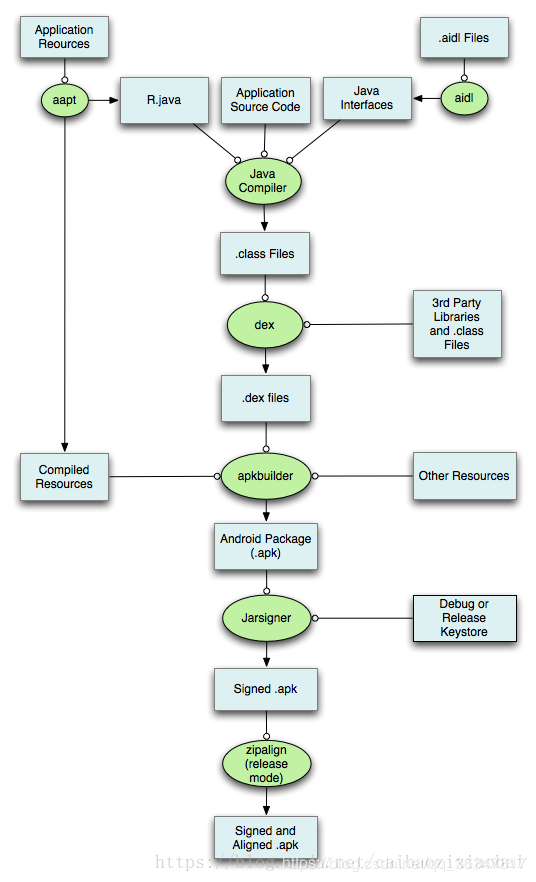 Application
Reources
.aidl Files
aapt
R.java
Application
Source Code
Java
Interfaces
aidl
Java
Compiler
.class Files
dex
3rd Party
Libraries
and .class
Files
.dex files
Compiled
Resources
apkbuilder
Other Resources
Android Package
(.apk)
Jarsigner
Debug or
Release
Keystore
Signed .apk
zipalign
(release
mode)
Signed and
Aligned .apk